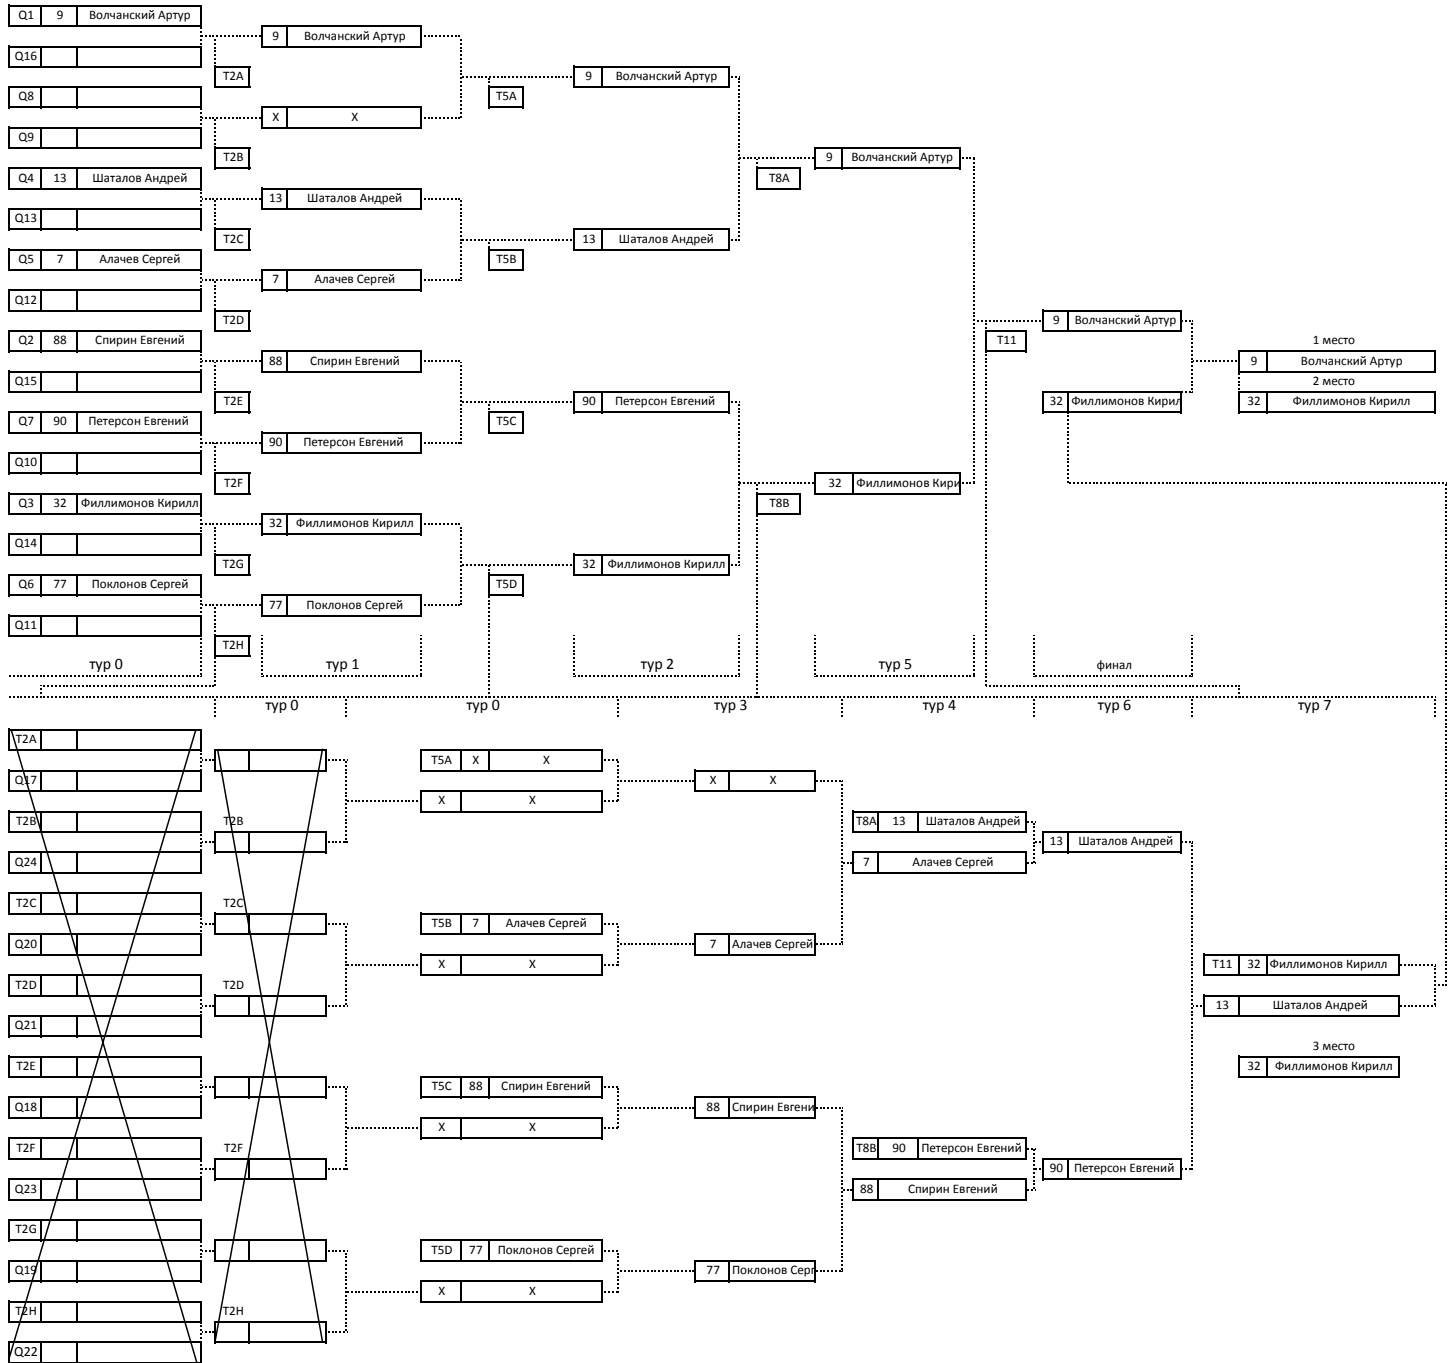 Q1 9 Волчанский Артур
9 Волчанский Артур
Q16
T2A
9 Волчанский Артур
Q8
T5A
X X
Q9
T2B
9 Волчанский Артур
Q4 13 Шаталов Андрей
T8A
13 Шаталов Андрей
Q13
T2C
13 Шаталов Андрей
Q5 7 Алачев Сергей
T5B
7 Алачев Сергей
Q12
T2D
9 Волчанский Артур
Q2 88 Спирин Евгений
T11
1 место
88 Спирин Евгений
9 Волчанский Артур
Q15
2 место
T2E
90 Петерсон Евгений
32 Филлимонов Кирил
32 Филлимонов Кирилл
Q7 90 Петерсон Евгений
T5C
90 Петерсон Евгений
Q10
T2F
32 Филлимонов Кири
Q3 32 Филлимонов Кирилл
T8B
32 Филлимонов Кирилл
Q14
T2G
32 Филлимонов Кирилл
Q6 77 Поклонов Сергей
T5D
77 Поклонов Сергей
Q11
T2H
тур 0 тур 1 тур 2 тур 5 финал
тур 0 тур 0 тур 3 тур 4 тур 6 тур 7
T2A
T5A X X
Q17
X X
X X
T2B
T2B
T8A 13 Шаталов Андрей
13 Шаталов Андрей
Q24
7 Алачев Сергей
T2C
T2C
T5B 7 Алачев Сергей
Q20
7 Алачев Сергей
X X
T11 32 Филлимонов Кирилл
T2D
T2D
13 Шаталов Андрей
Q21
3 место
T2E
32 Филлимонов Кирилл
T5C 88 Спирин Евгений
Q18
88 Спирин Евгени
X X
T2F
T2F
T8B 90 Петерсон Евгений
90 Петерсон Евгений
Q23
88 Спирин Евгений
T2G
T5D 77 Поклонов Сергей
Q19
77 Поклонов Серг
X X
T2H
T2H
Q22